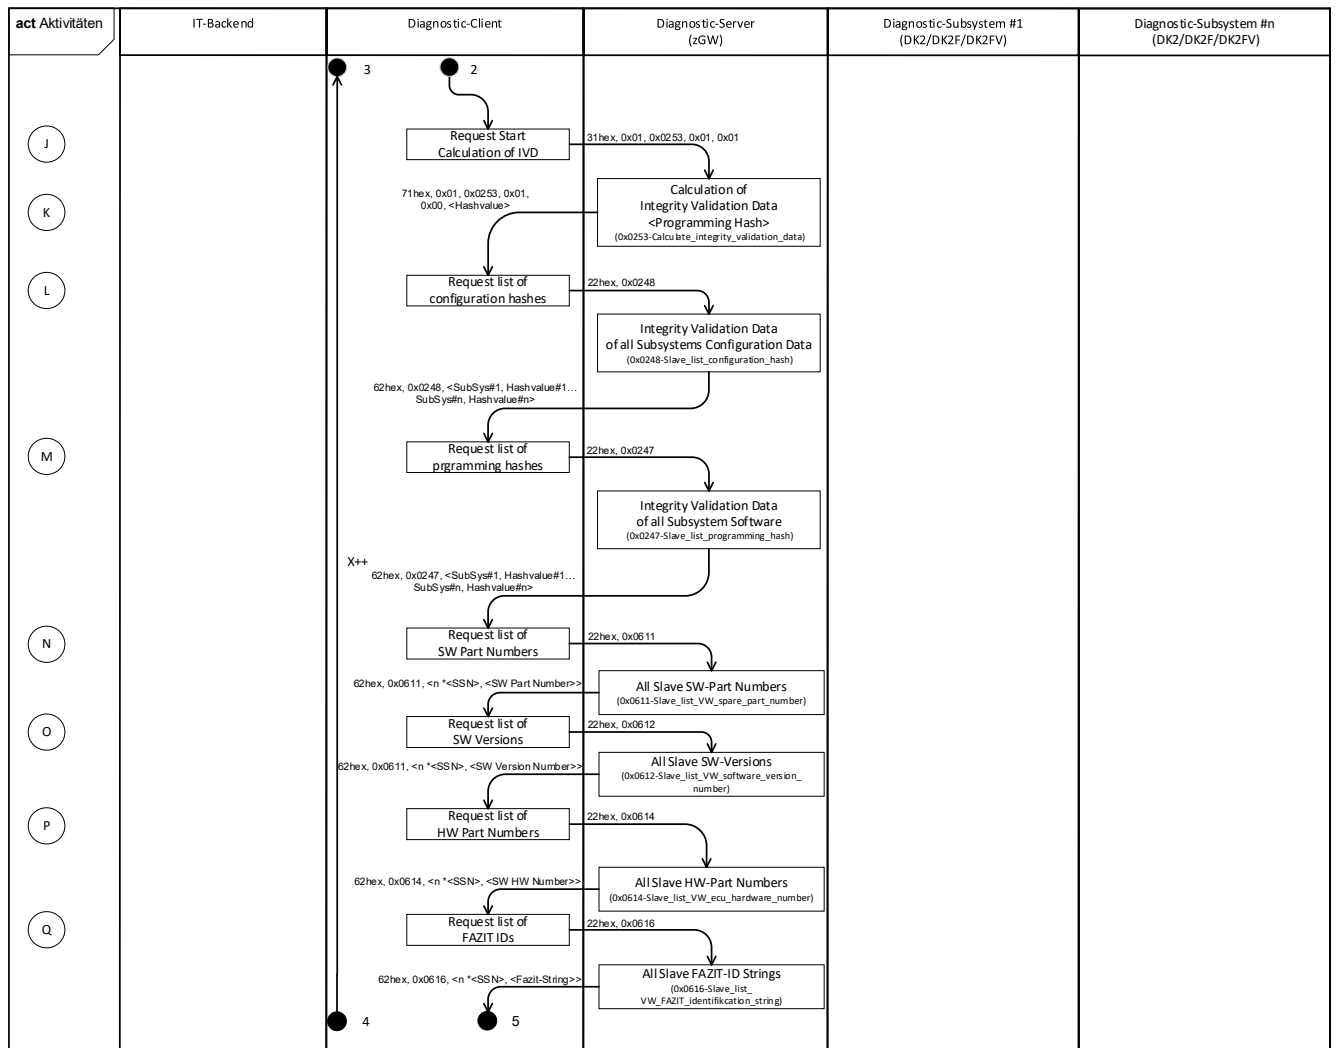 act Aktivitäten
IT-Backend
Diagnostic-Client
Diagnostic-Server
(zGW)
Diagnostic-Subsystem #1
(DK2/DK2F/DK2FV)
Diagnostic-Subsystem #n
(DK2/DK2F/DK2FV)
3
2
J
Request Start
Calculation of IVD
31hex, 0x01, 0x0253, 0x01, 0x01
K
71hex, 0x01, 0x0253, 0x01,
0x00, <Hashvalue>
Calculation of
Integrity Validation Data
<Programming Hash>
(0x0253-Calculate_integrity_validation_data)
L
Request list of
configuration hashes
22hex, 0x0248
Integrity Validation Data
of all Subsystems Configuration Data
(0x0248-Slave_list_configuration_hash)
62hex, 0x0248, <SubSys#1, Hashvalue#1...
SubSys#n, Hashvalue#n>
M
Request list of
prgramming hashes
22hex, 0x0247
Integrity Validation Data
of all Subsystem Software
(0x0247-Slave_list_programming_hash)
X++
62hex, 0x0247, <SubSys#1, Hashvalue#1...
SubSys#n, Hashvalue#n>
N
Request list of
SW Part Numbers
22hex, 0x0611
62hex, 0x0611, <n *<SSN>, <SW Part Number>>
All Slave SW-Part Numbers
(0x0611-Slave_list_VW_spare_part_number)
O
Request list of
SW Versions
22hex, 0x0612
62hex, 0x0611, <n *<SSN>, <SW Version Number>>
All Slave SW-Versions
(0x0612-Slave_list_VW_software_version_
number)
P
Request list of
HW Part Numbers
22hex, 0x0614
62hex, 0x0614, <n *<SSN>, <SW HW Number>>
All Slave HW-Part Numbers
(0x0614-Slave_list_VW_ecu_hardware_number)
Q
Request list of
FAZIT IDs
22hex, 0x0616
62hex, 0x0616, <n *<SSN>, <Fazit-String>>
All Slave FAZIT-ID Strings
(0x0616-Slave_list_
VW_FAZIT_identifikcation_string)
4
5